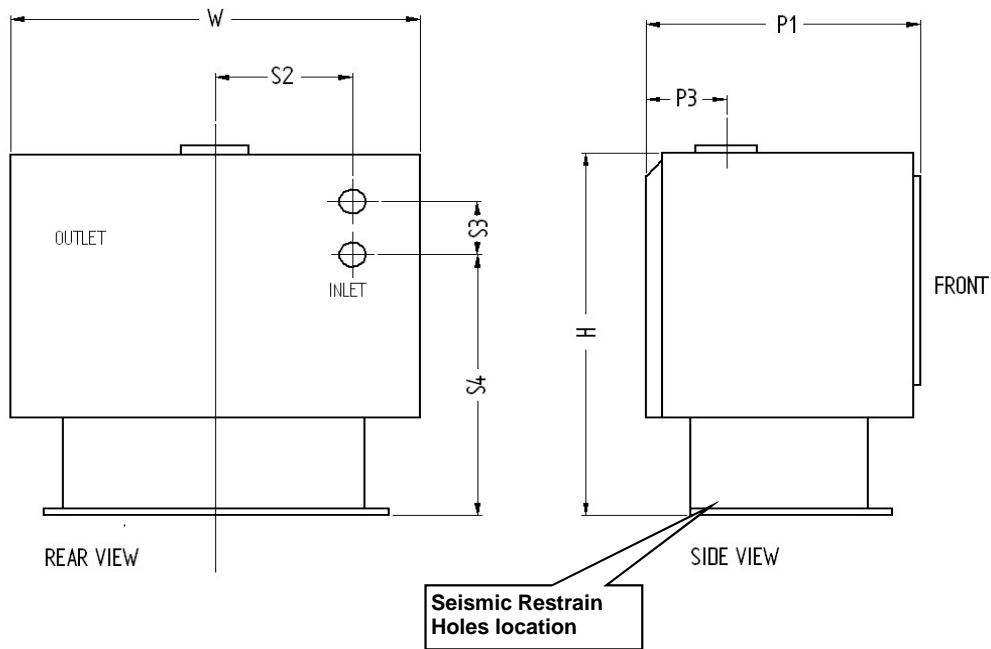 W
P1
S2
P3
OUTLET
S3
INLET
FRONT
H
S4
REAR VIEW
SIDE VIEW
Seismic Restrain
Holes location